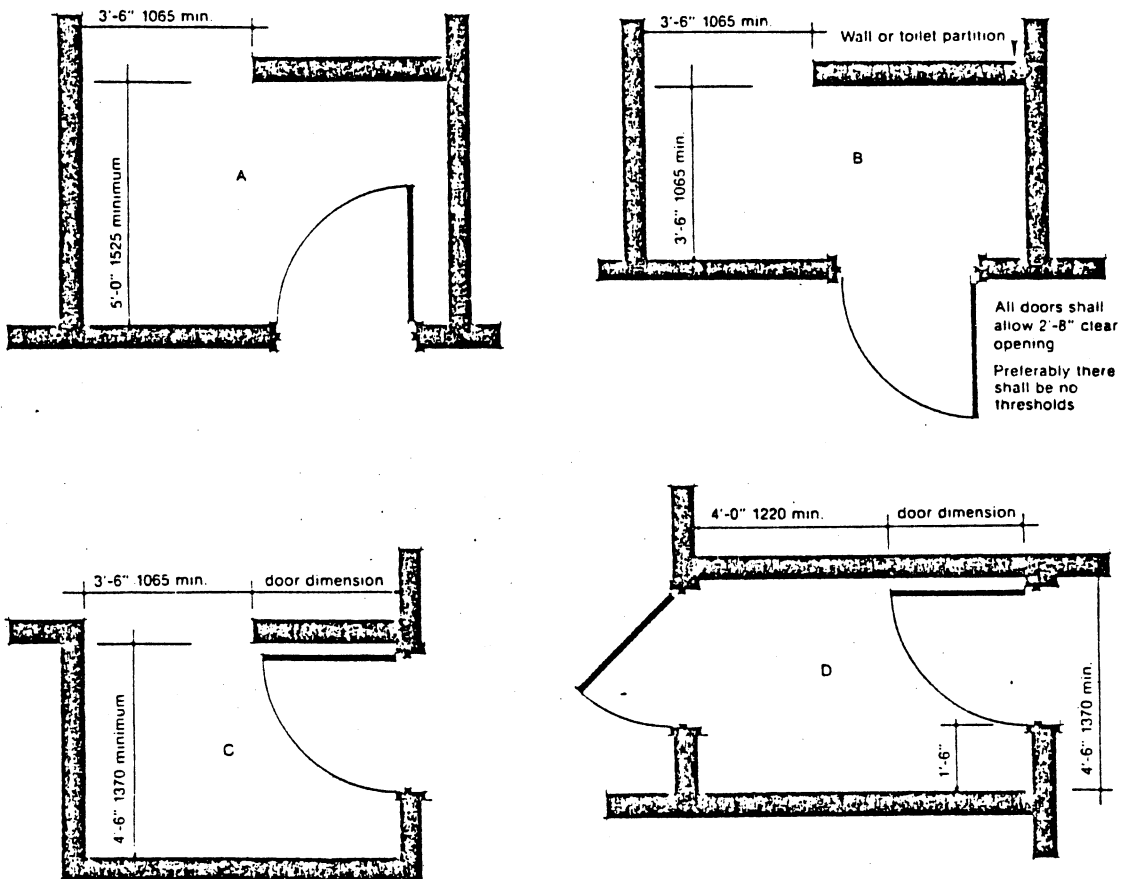 3'-6" 1065 min.
5'-0" 1525 minimum
A
3'-6" 1065 min.
Wall or toilet partition
3'-6" 1065 min.
B
All doors shall
allow 2'-8" clear
opening
Preferably there
shall be no
thresholds
3'-6" 1065 min.
door dimension
4'-6" 1370 minimum
C
4'-0" 1220 min.
door dimension
D
1'-6"
4'-6" 1370 min.